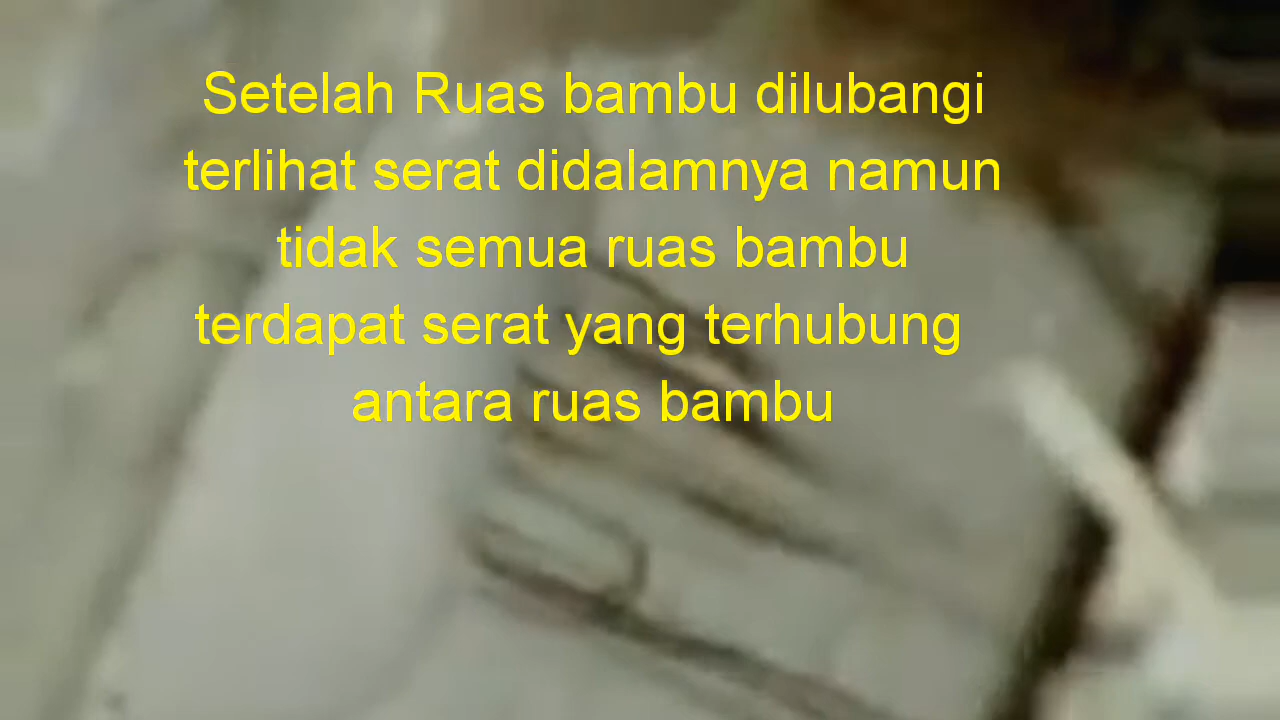 Setelah Ruas bambu dilubangi
terlihat serat didalamnya namun
tidak semua ruas bambu
terdapat serat yang terhubung
antara ruas bambu